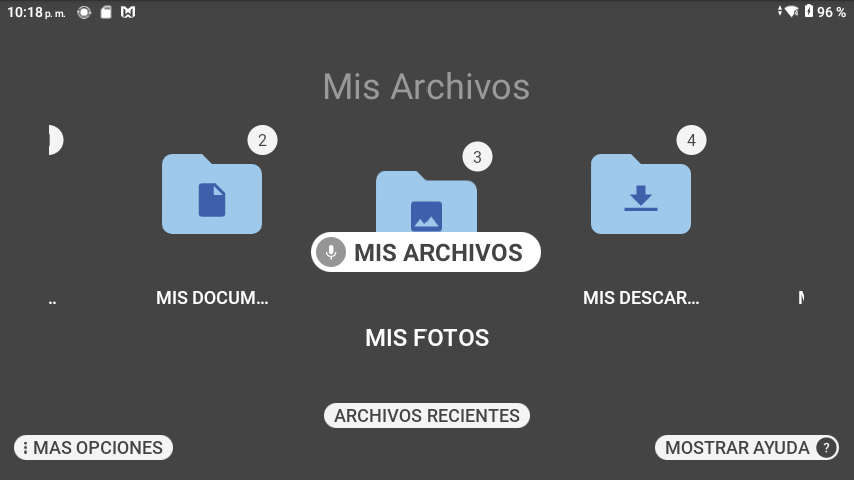 10:18 p. m.
96 %
Mis Archivos
2
3
4
MIS ARCHIVOS
..
MIS DOCUM...
MIS DESCAR...
MIS FOTOS
ARCHIVOS RECIENTES
MAS OPCIONES
MOSTRAR AYUDA ?